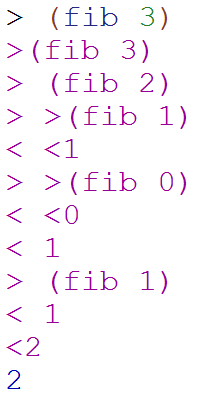 > (fib 3)
>(fib 3)
> (fib 2)
> >(fib 1)
< <1
> >(fib 0)
< <0
< 1
> (fib 1)
< 1
<2
2